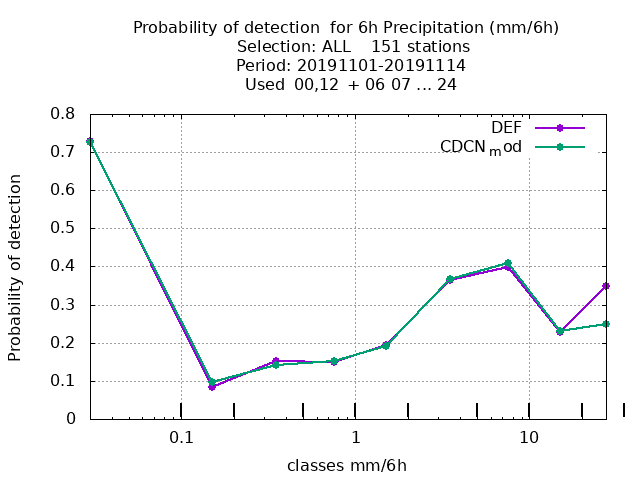 Probability of detection  for 6h Precipitation (mm/6h)
Selection: ALL    151 stations
Period: 20191101-20191114
Used  00,12  + 06 07 ... 24
DEF
CDCNmod
Probability of detection
0.8
0.7
0.6
0.5
0.4
0.3
0.2
0.1
0
0.1 1 10
classes mm/6h